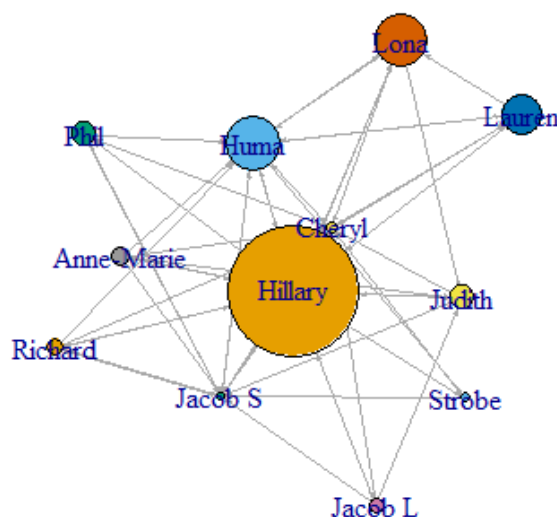 Lona
Lauren
Phil
Huma
Cheryl
Anne-Marie
Hillary
Judith
Richard
Jacob S
Strobe
Jacob L